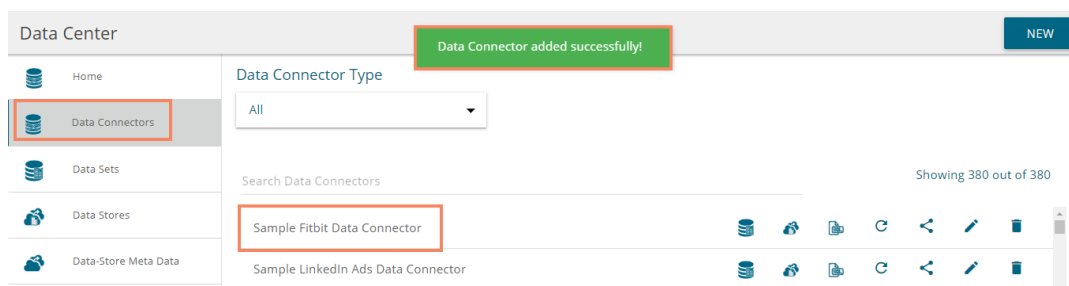 Data Center
Data Connector added successfully!
NEW
Home
Data Connectors
Data Sets
Data Stores
Data-Store Meta Data
Data Connector Type
All
Search Data Connectors
Showing 380 out of 380
Sample Fitbit Data Connector
Sample LinkedIn Ads Data Connector